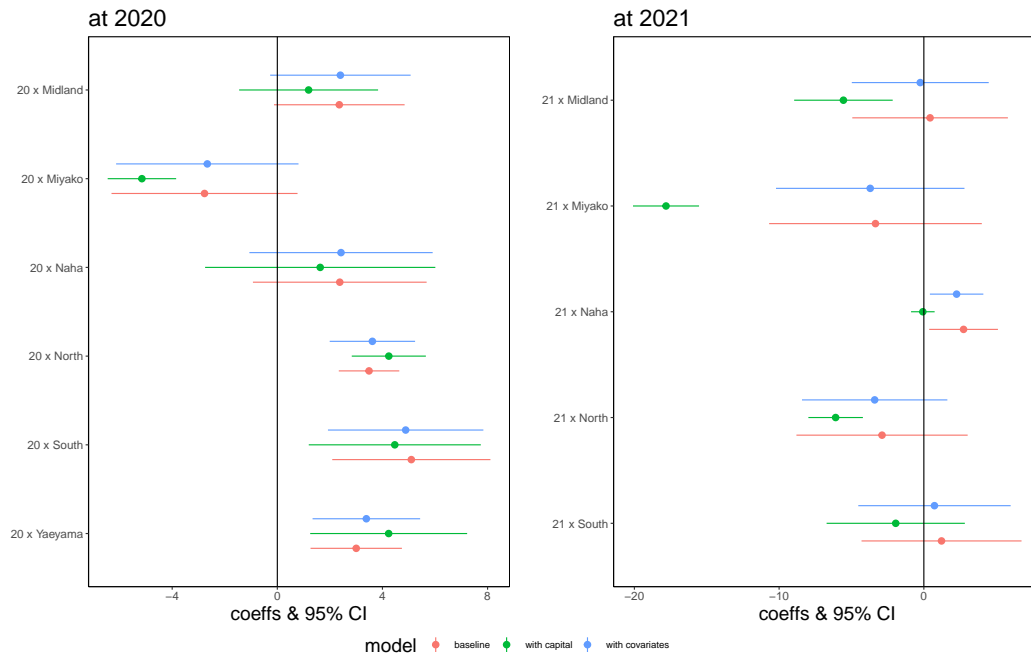 at 2020
20 x Midland
20 x Miyako
20 x Naha
20 x North
20 x South
20 x Yaeyama
−4 0 4 8
coeffs & 95% CI
at 2021
21 x Midland
21 x Miyako
21 x Naha
21 x North
21 x South
−20 −10 0
coeffs & 95% CI
model baseline with capital with covariates